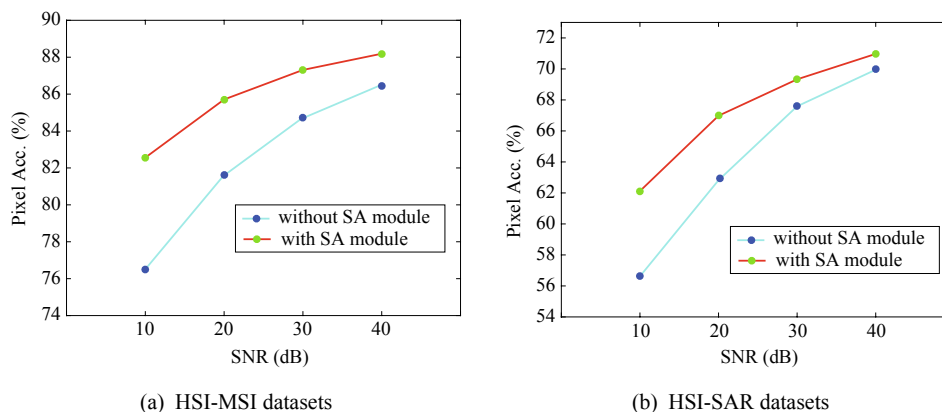 90
88
86
84
82
80
78
76
74
Pixel Acc. (%)
without SA module
with SA module
10 20 30 40
SNR (dB)
(a) HSI-MSI datasets
72
70
68
66
64
62
60
58
56
54
Pixel Acc. (%)
without SA module
with SA module
10 20 30 40
SNR (dB)
(b) HSI-SAR datasets